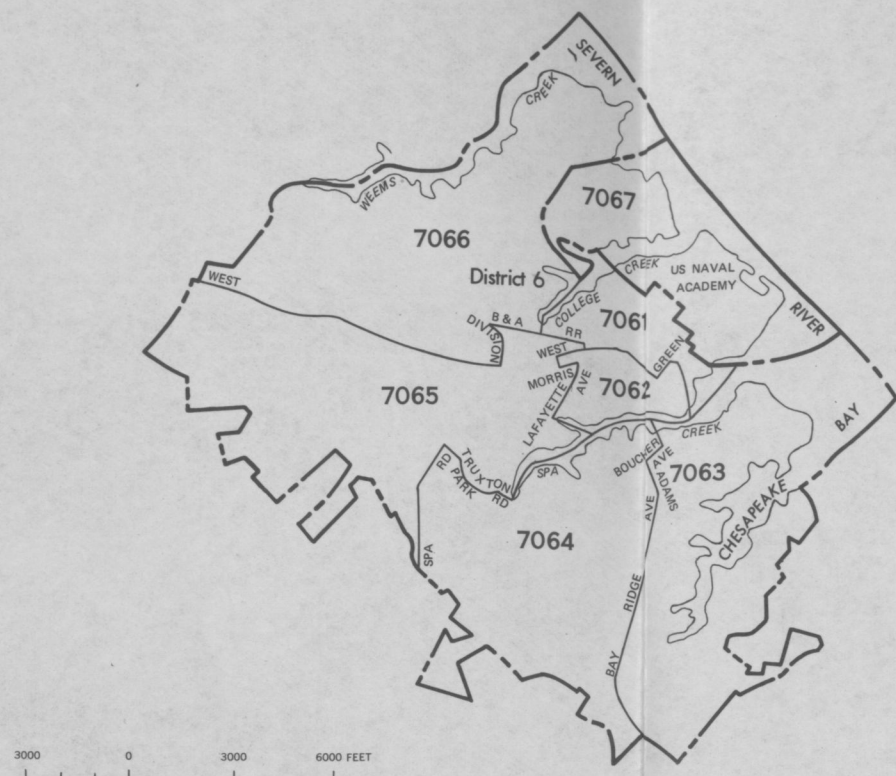 SEVERN
CREEK
WEEMS
7067
7066
CREEK
US NAVAL
ACADEMY
District 6
WEST
COLLEGE
RIVER
B & A
RR
7061
DIVISION
WEST
GREEN
MORRIS
AVE
7062
7065
LAFAYETTE
BAY
CREEK
BOUCHER
AVE
RD
TRUXTON
PARK
RD
SPA
7063
ADAMS
CHESAPEAKE
AVE
7064
SPA
RIDGE
BAY
3000 0 3000 6000 FEET